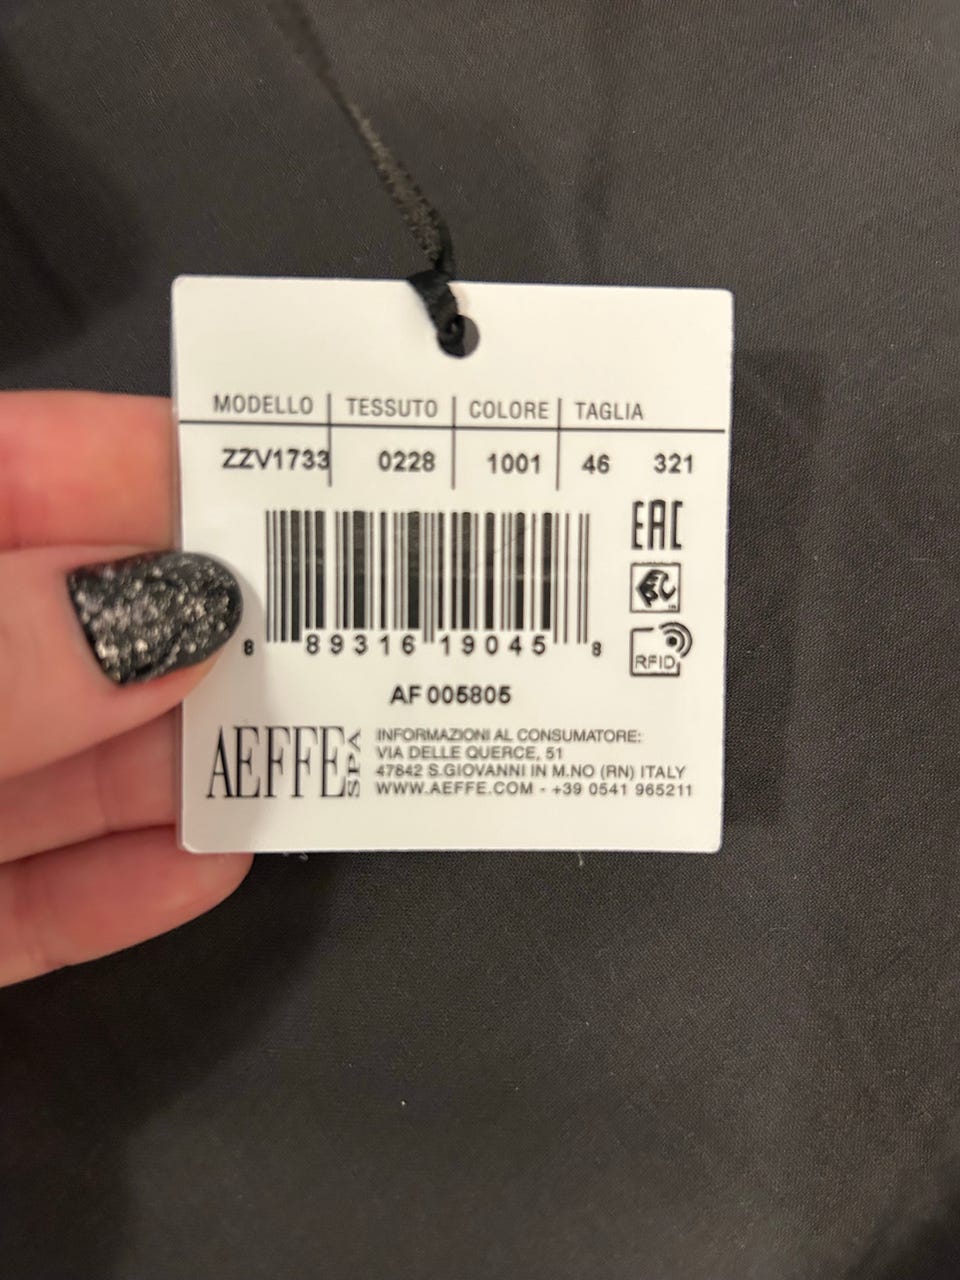 MODELLO TESSUTO COLORE TAGLIA
ZZV1733 0228 1001 46 321
EAC
RFID
8 89316 19045 8
AF 005805
AEFFE SPA
INFORMAZIONI AL CONSUMATORE:
VIA DELLE QUERCE, 51
47842 S.GIOVANNI IN M.NO (RN) ITALY
WWW.AEFFE.COM - +39 0541 965211